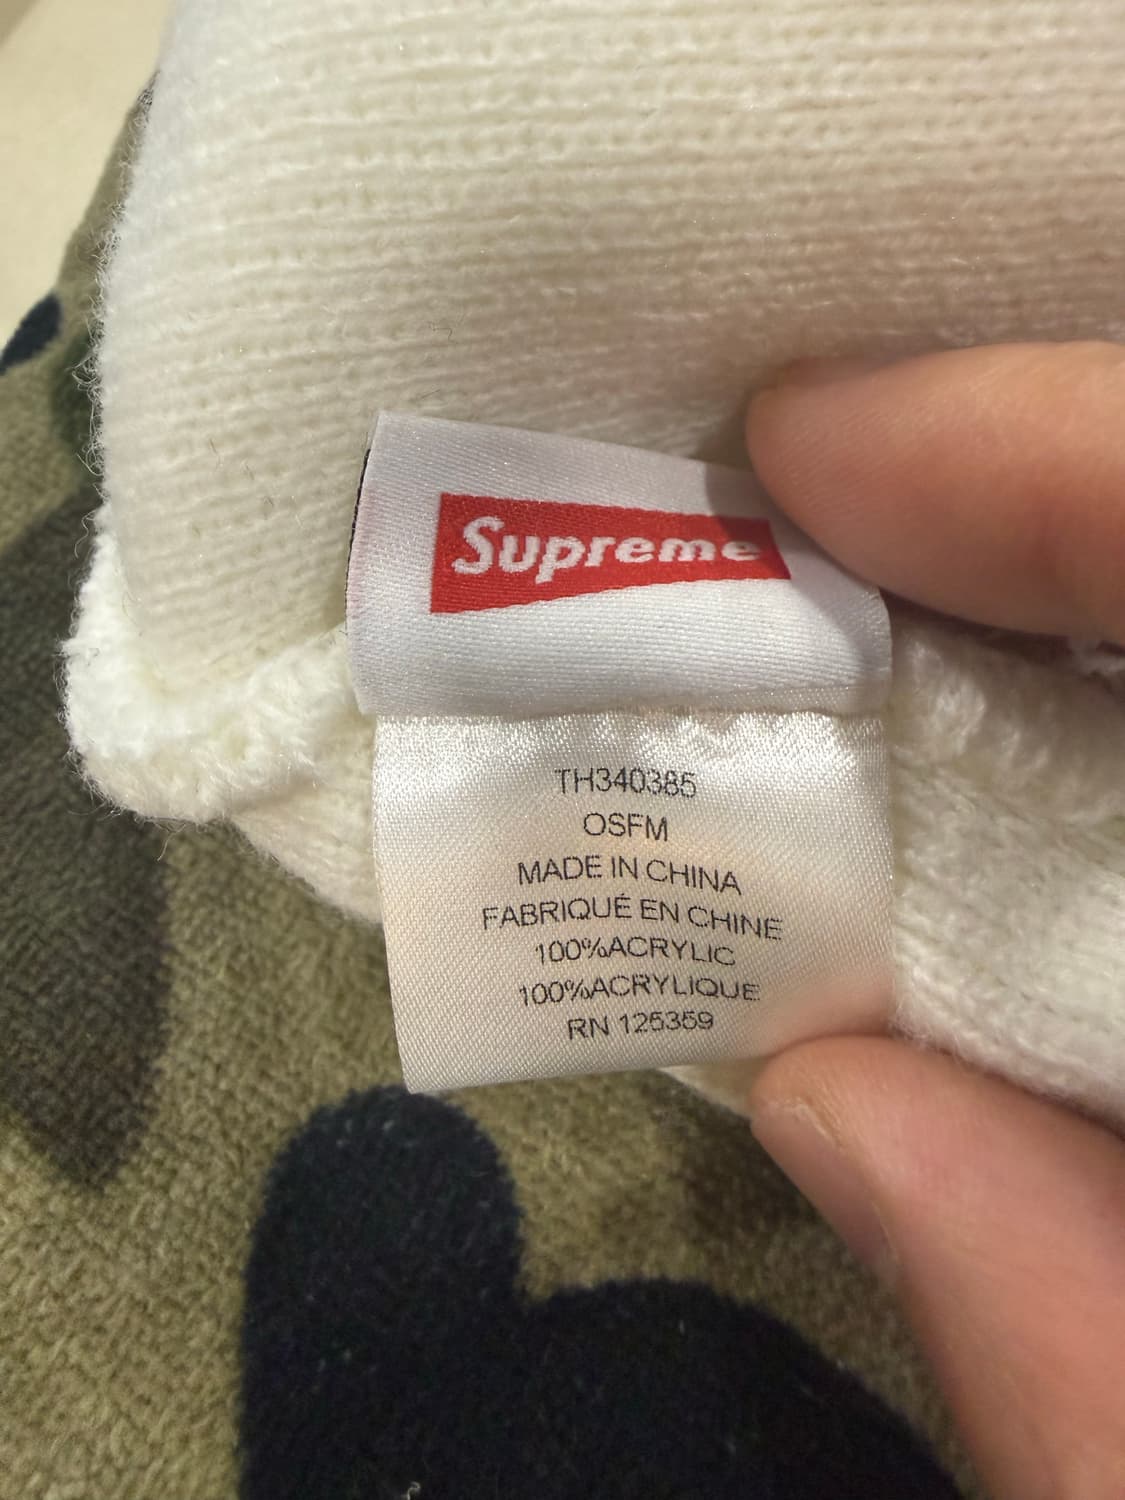 Supreme
TH340385
OSFM
MADE IN CHINA
FABRIQUÉ EN CHINE
100%ACRYLIC
100%ACRYLIQUE
RN 125359